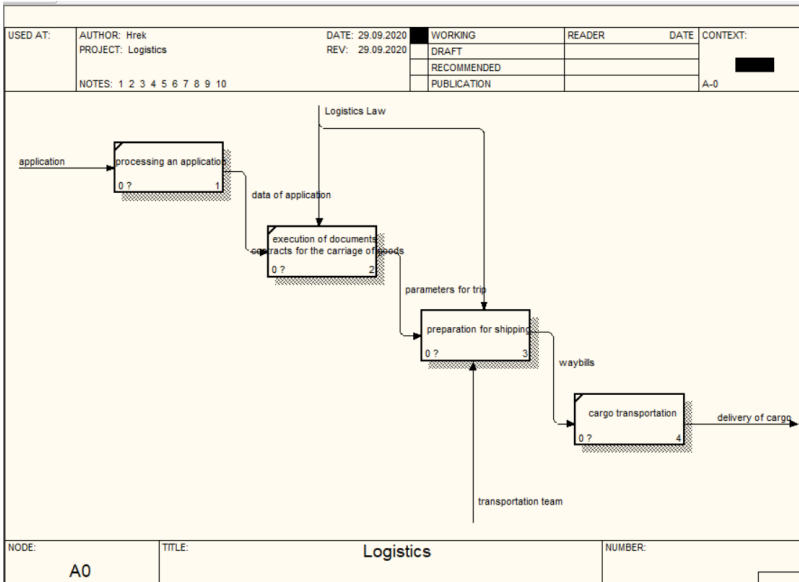 USED AT:
AUTHOR: Hrek
DATE: 29.09.2020
WORKING
READER
DATE
CONTEXT:
PROJECT: Logistics
REV: 29.09.2020
DRAFT
RECOMMENDED
NOTES: 1 2 3 4 5 6 7 8 9 10
PUBLICATION
A-0
Logistics Law
application
processing an application
0 ?
1
data of application
execution of documents
contracts for the carriage of goods
0 ?
2
parameters for trip
preparation for shipping
0 ?
3
waybills
cargo transportation
0 ?
4
delivery of cargo
transportation team
NODE:
TITLE:
NUMBER:
Logistics
A0